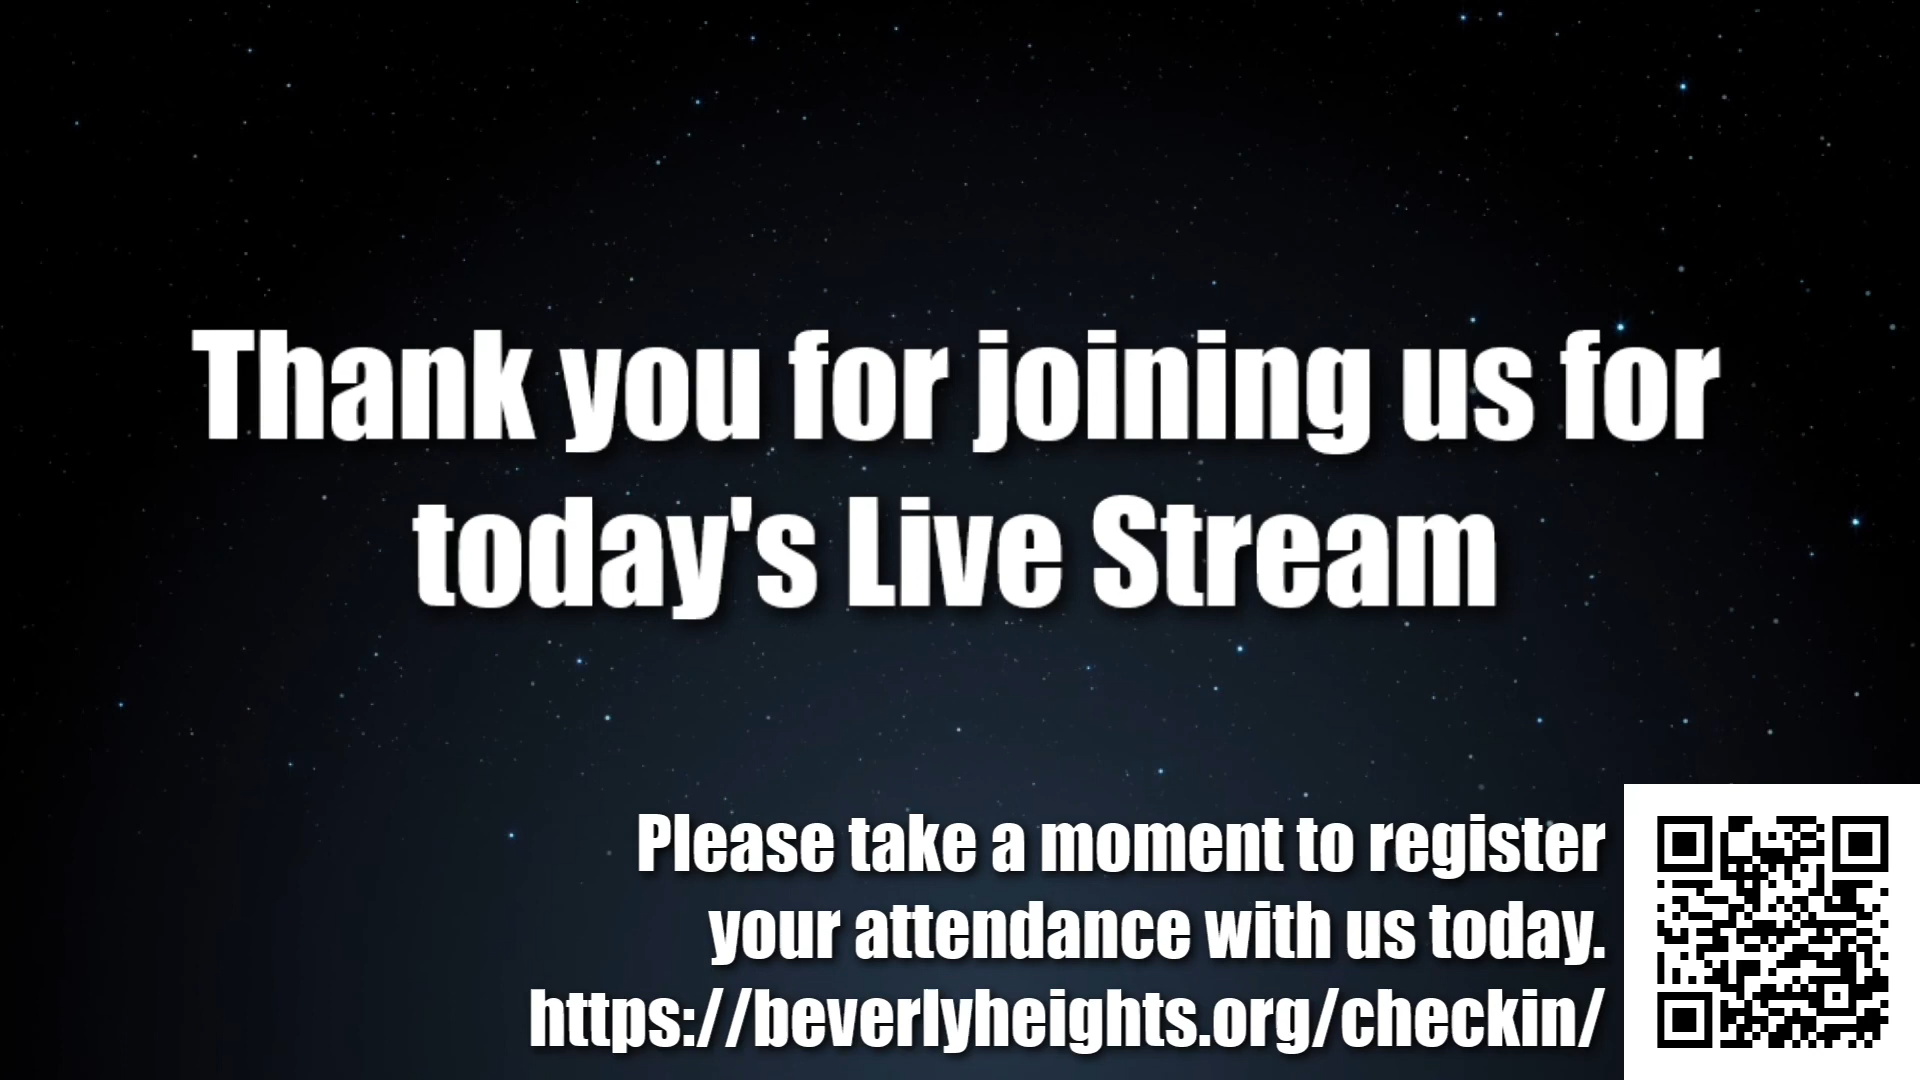 Thank you for joining us for
today's Live Stream
Please take a moment to register
your attendance with us today.
https://beverlyheights.org/checkin/